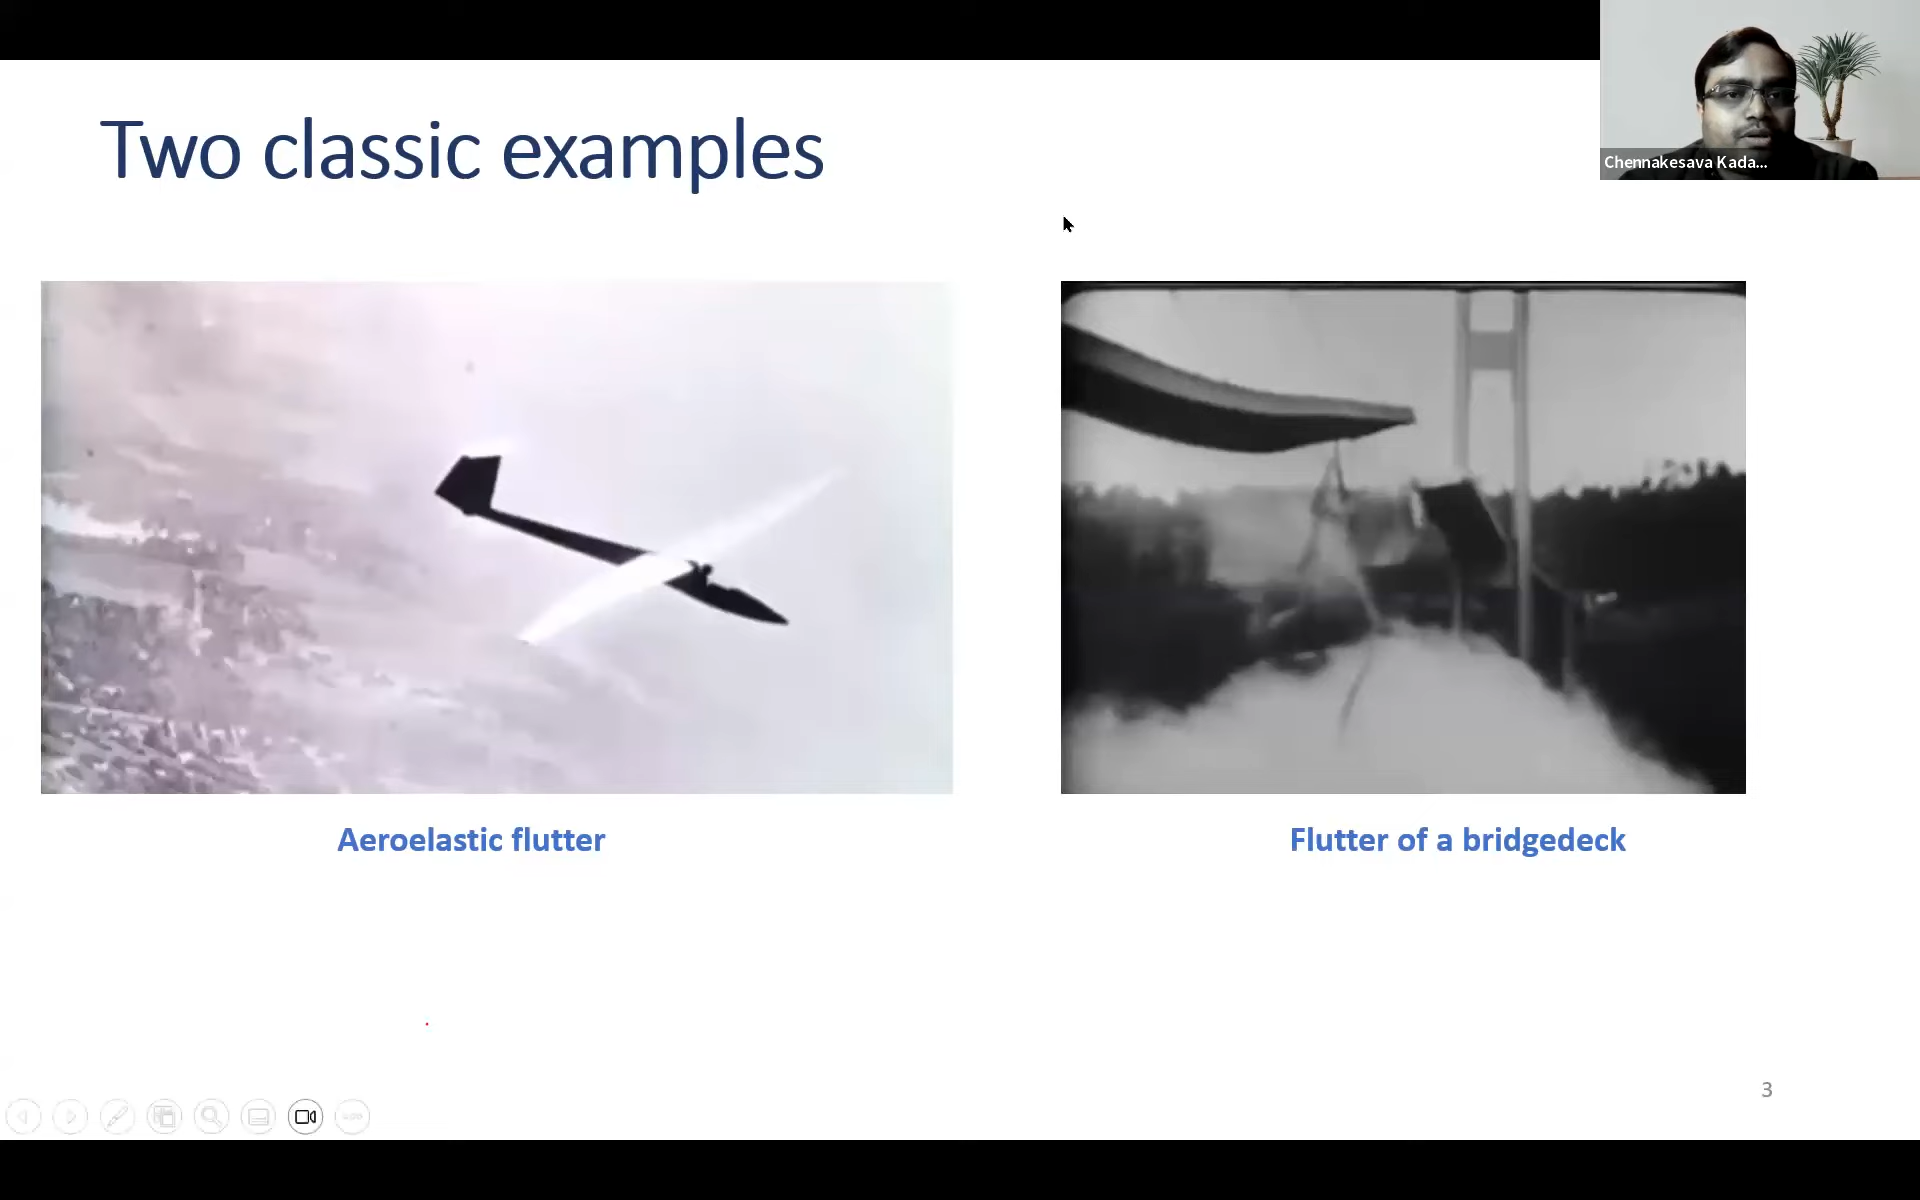 Two classic examples
Chennakesava Kada...
Aeroelastic flutter
Flutter of a bridgedeck
3